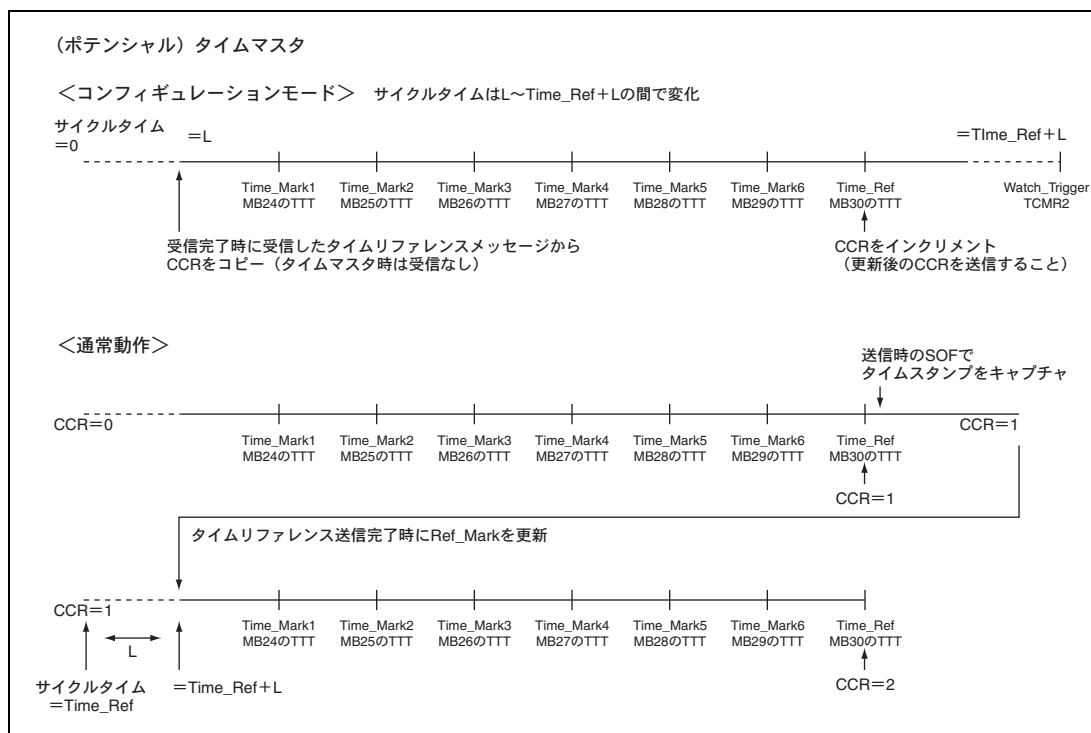 （ポテンシャル）タイムマスタ
＜コンフィギュレーションモード＞ サイクルタイムはL～Time_Ref＋Lの間で変化
サイクルタイム
＝0
＝L
＝TIme_Ref＋L
Time_Mark1 Time_Mark2 Time_Mark3 Time_Mark4 Time_Mark5 Time_Mark6 Time_Ref Watch_Trigger
MB24のTTT MB25のTTT MB26のTTT MB27のTTT MB28のTTT MB29のTTT MB30のTTT TCMR2
受信完了時に受信したタイムリファレンスメッセージから
CCRをコピー（タイムマスタ時は受信なし）
CCRをインクリメント
（更新後のCCRを送信すること）
＜通常動作＞
送信時のSOFで
タイムスタンプをキャプチャ
CCR＝0
CCR＝1
Time_Mark1 Time_Mark2 Time_Mark3 Time_Mark4 Time_Mark5 Time_Mark6 Time_Ref
MB24のTTT MB25のTTT MB26のTTT MB27のTTT MB28のTTT MB29のTTT MB30のTTT
CCR＝1
タイムリファレンス送信完了時にRef_Markを更新
CCR＝1
Time_Mark1 Time_Mark2 Time_Mark3 Time_Mark4 Time_Mark5 Time_Mark6 Time_Ref
MB24のTTT MB25のTTT MB26のTTT MB27のTTT MB28のTTT MB29のTTT MB30のTTT
L
サイクルタイム
＝Time_Ref
＝Time_Ref＋L
CCR＝2